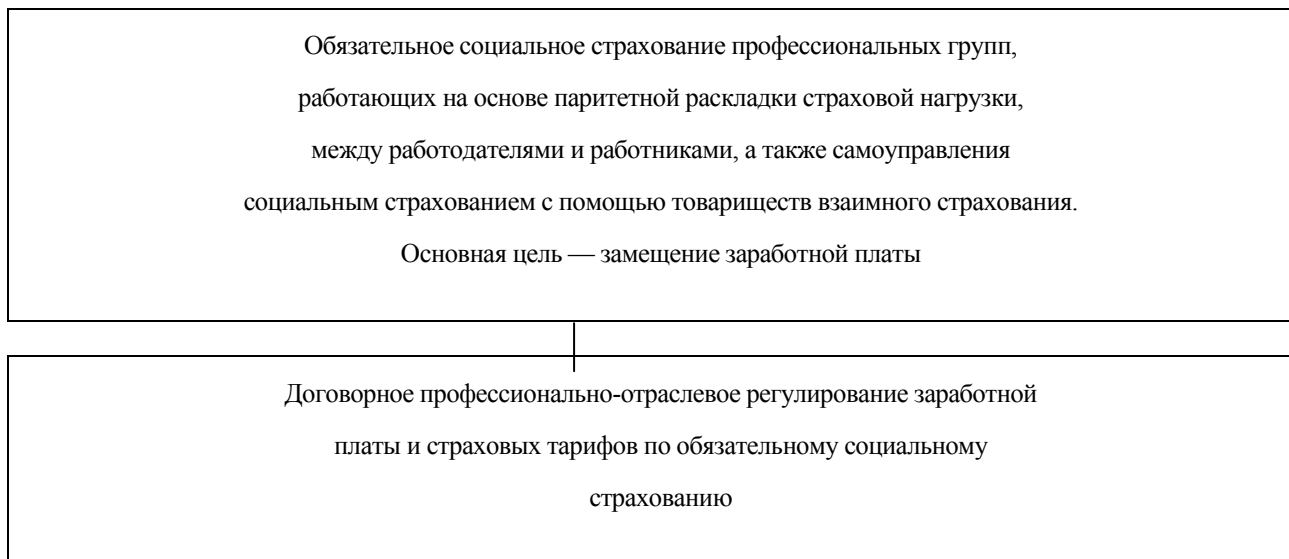 Обязательное социальное страхование профессиональных групп,
работающих на основе паритетной раскладки страховой нагрузки,
между работодателями и работниками, а также самоуправления
социальным страхованием с помощью товариществ взаимного страхования.
Основная цель — замещение заработной платы
Договорное профессионально-отраслевое регулирование заработной
платы и страховых тарифов по обязательному социальному
страхованию